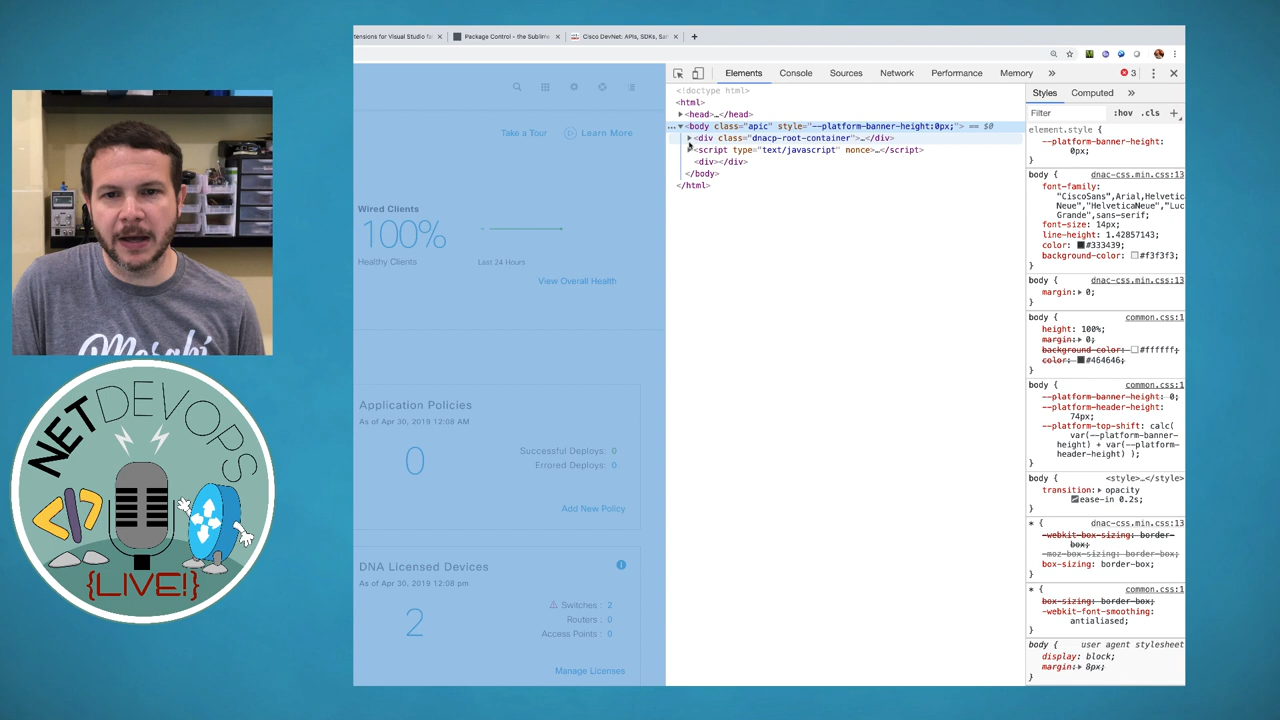 tensions for Visual Studio fa
Package Control - the Sublime
Cisco DevNet: APIs, SDKs, San
Elements
Console
Sources
Network
Performance
Memory
»
3
<!doctype html>
<html>
<head>…</head>
… <body class="apic" style="--platform-banner-height:0px;"> == $0
<div class="dnacp-root-container">…</div>
<script type="text/javascript" nonce>…</script>
<div></div>
</body>
</html>
Styles
Computed
»
Filter
:hov
.cls
+
element.style {
--platform-banner-height:
0px;
}
body {
dnac-css.min.css:13
font-family:
"CiscoSans",Arial,Helvetica
Neue","HelveticaNeue","Luc
Grande",sans-serif;
font-size: 14px;
line-height: 1.42857143;
color: #333439;
background-color: #f3f3f3;
}
body {
dnac-css.min.css:13
margin: 0;
}
body {
common.css:1
height: 100%;
margin: 0;
background-color: #ffffff;
color: #464646;
}
body {
common.css:1
--platform-banner-height: 0;
--platform-header-height:
74px;
--platform-top-shift: calc(
var(--platform-banner-
height) + var(--platform-
header-height) );
}
body {
<style>…</style>
transition: opacity
ease-in 0.2s;
}
* {
dnac-css.min.css:13
-webkit-box-sizing: border-
box;
-moz-box-sizing: border-box;
box-sizing: border-box;
}
* {
common.css:1
box-sizing: border-box;
-webkit-font-smoothing:
antialiased;
}
body {
user agent stylesheet
display: block;
margin: 8px;
}
Take a Tour
Learn More
Wired Clients
100%
Healthy Clients
Last 24 Hours
View Overall Health
Application Policies
As of Apr 30, 2019 12:08 AM
0
Successful Deploys: 0
Errored Deploys: 0
Add New Policy
DNA Licensed Devices
As of Apr 30, 2019 12:08 pm
2
Switches : 2
Routers : 0
Access Points : 0
Manage Licenses
NETDEVOPS
</>
{LIVE!}